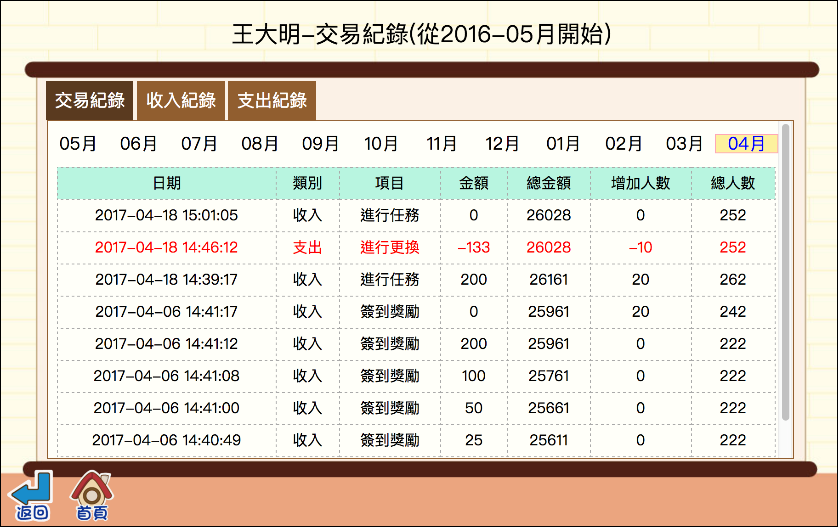 王大明-交易紀錄(從2016-05月開始)
交易紀錄 收入紀錄 支出紀錄
05月 06月 07月 08月 09月 10月 11月 12月 01月 02月 03月 04月
日期 類別 項目 金額 總金額 增加人數 總人數
2017-04-18 15:01:05 收入 進行任務 0 26028 0 252
2017-04-18 14:46:12 支出 進行更換 -133 26028 -10 252
2017-04-18 14:39:17 收入 進行任務 200 26161 20 262
2017-04-06 14:41:17 收入 簽到獎勵 0 25961 20 242
2017-04-06 14:41:12 收入 簽到獎勵 200 25961 0 222
2017-04-06 14:41:08 收入 簽到獎勵 100 25761 0 222
2017-04-06 14:41:00 收入 簽到獎勵 50 25661 0 222
2017-04-06 14:40:49 收入 簽到獎勵 25 25611 0 222
返回 首頁